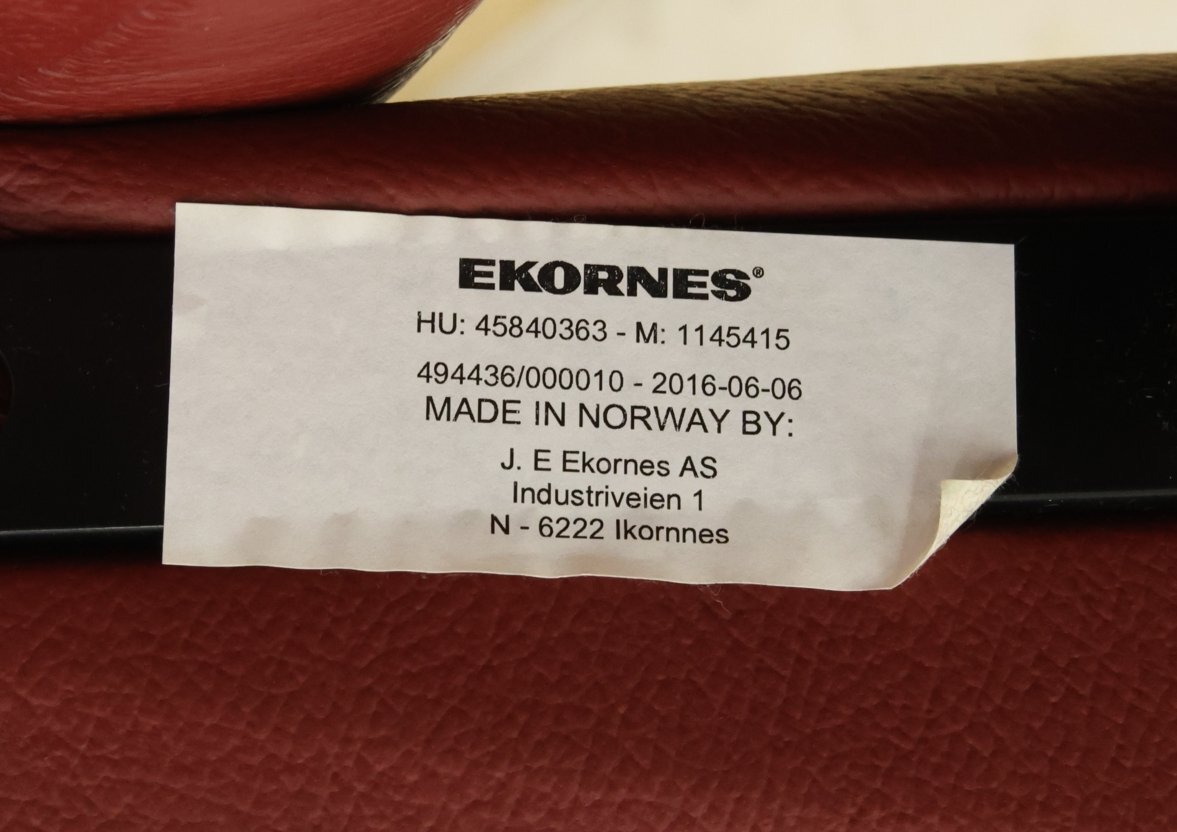 EKORNES®
HU: 45840363 - M: 1145415
494436/000010 - 2016-06-06
MADE IN NORWAY BY:
J. E Ekornes AS
Industriveien 1
N - 6222 Ikornnes